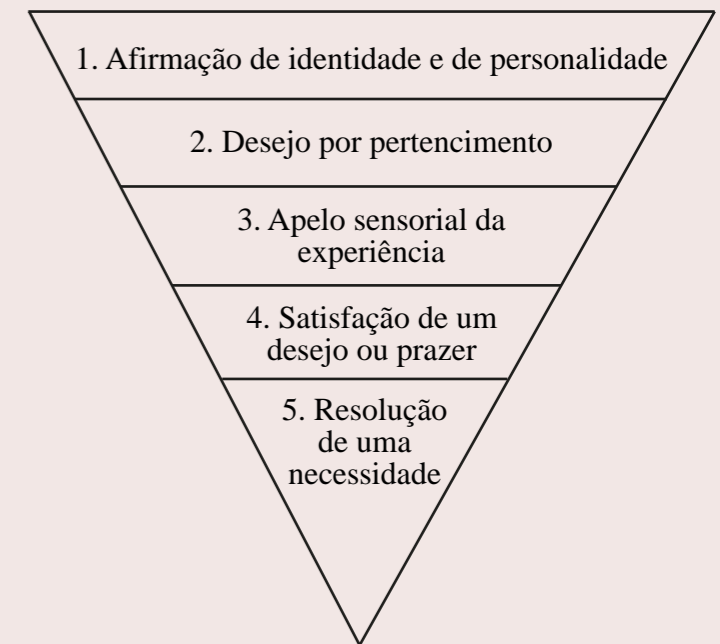 1. Afirmação de identidade e de personalidade
2. Desejo por pertencimento
3. Apelo sensorial da
experiência
4. Satisfação de um
desejo ou prazer
5. Resolução
de uma
necessidade